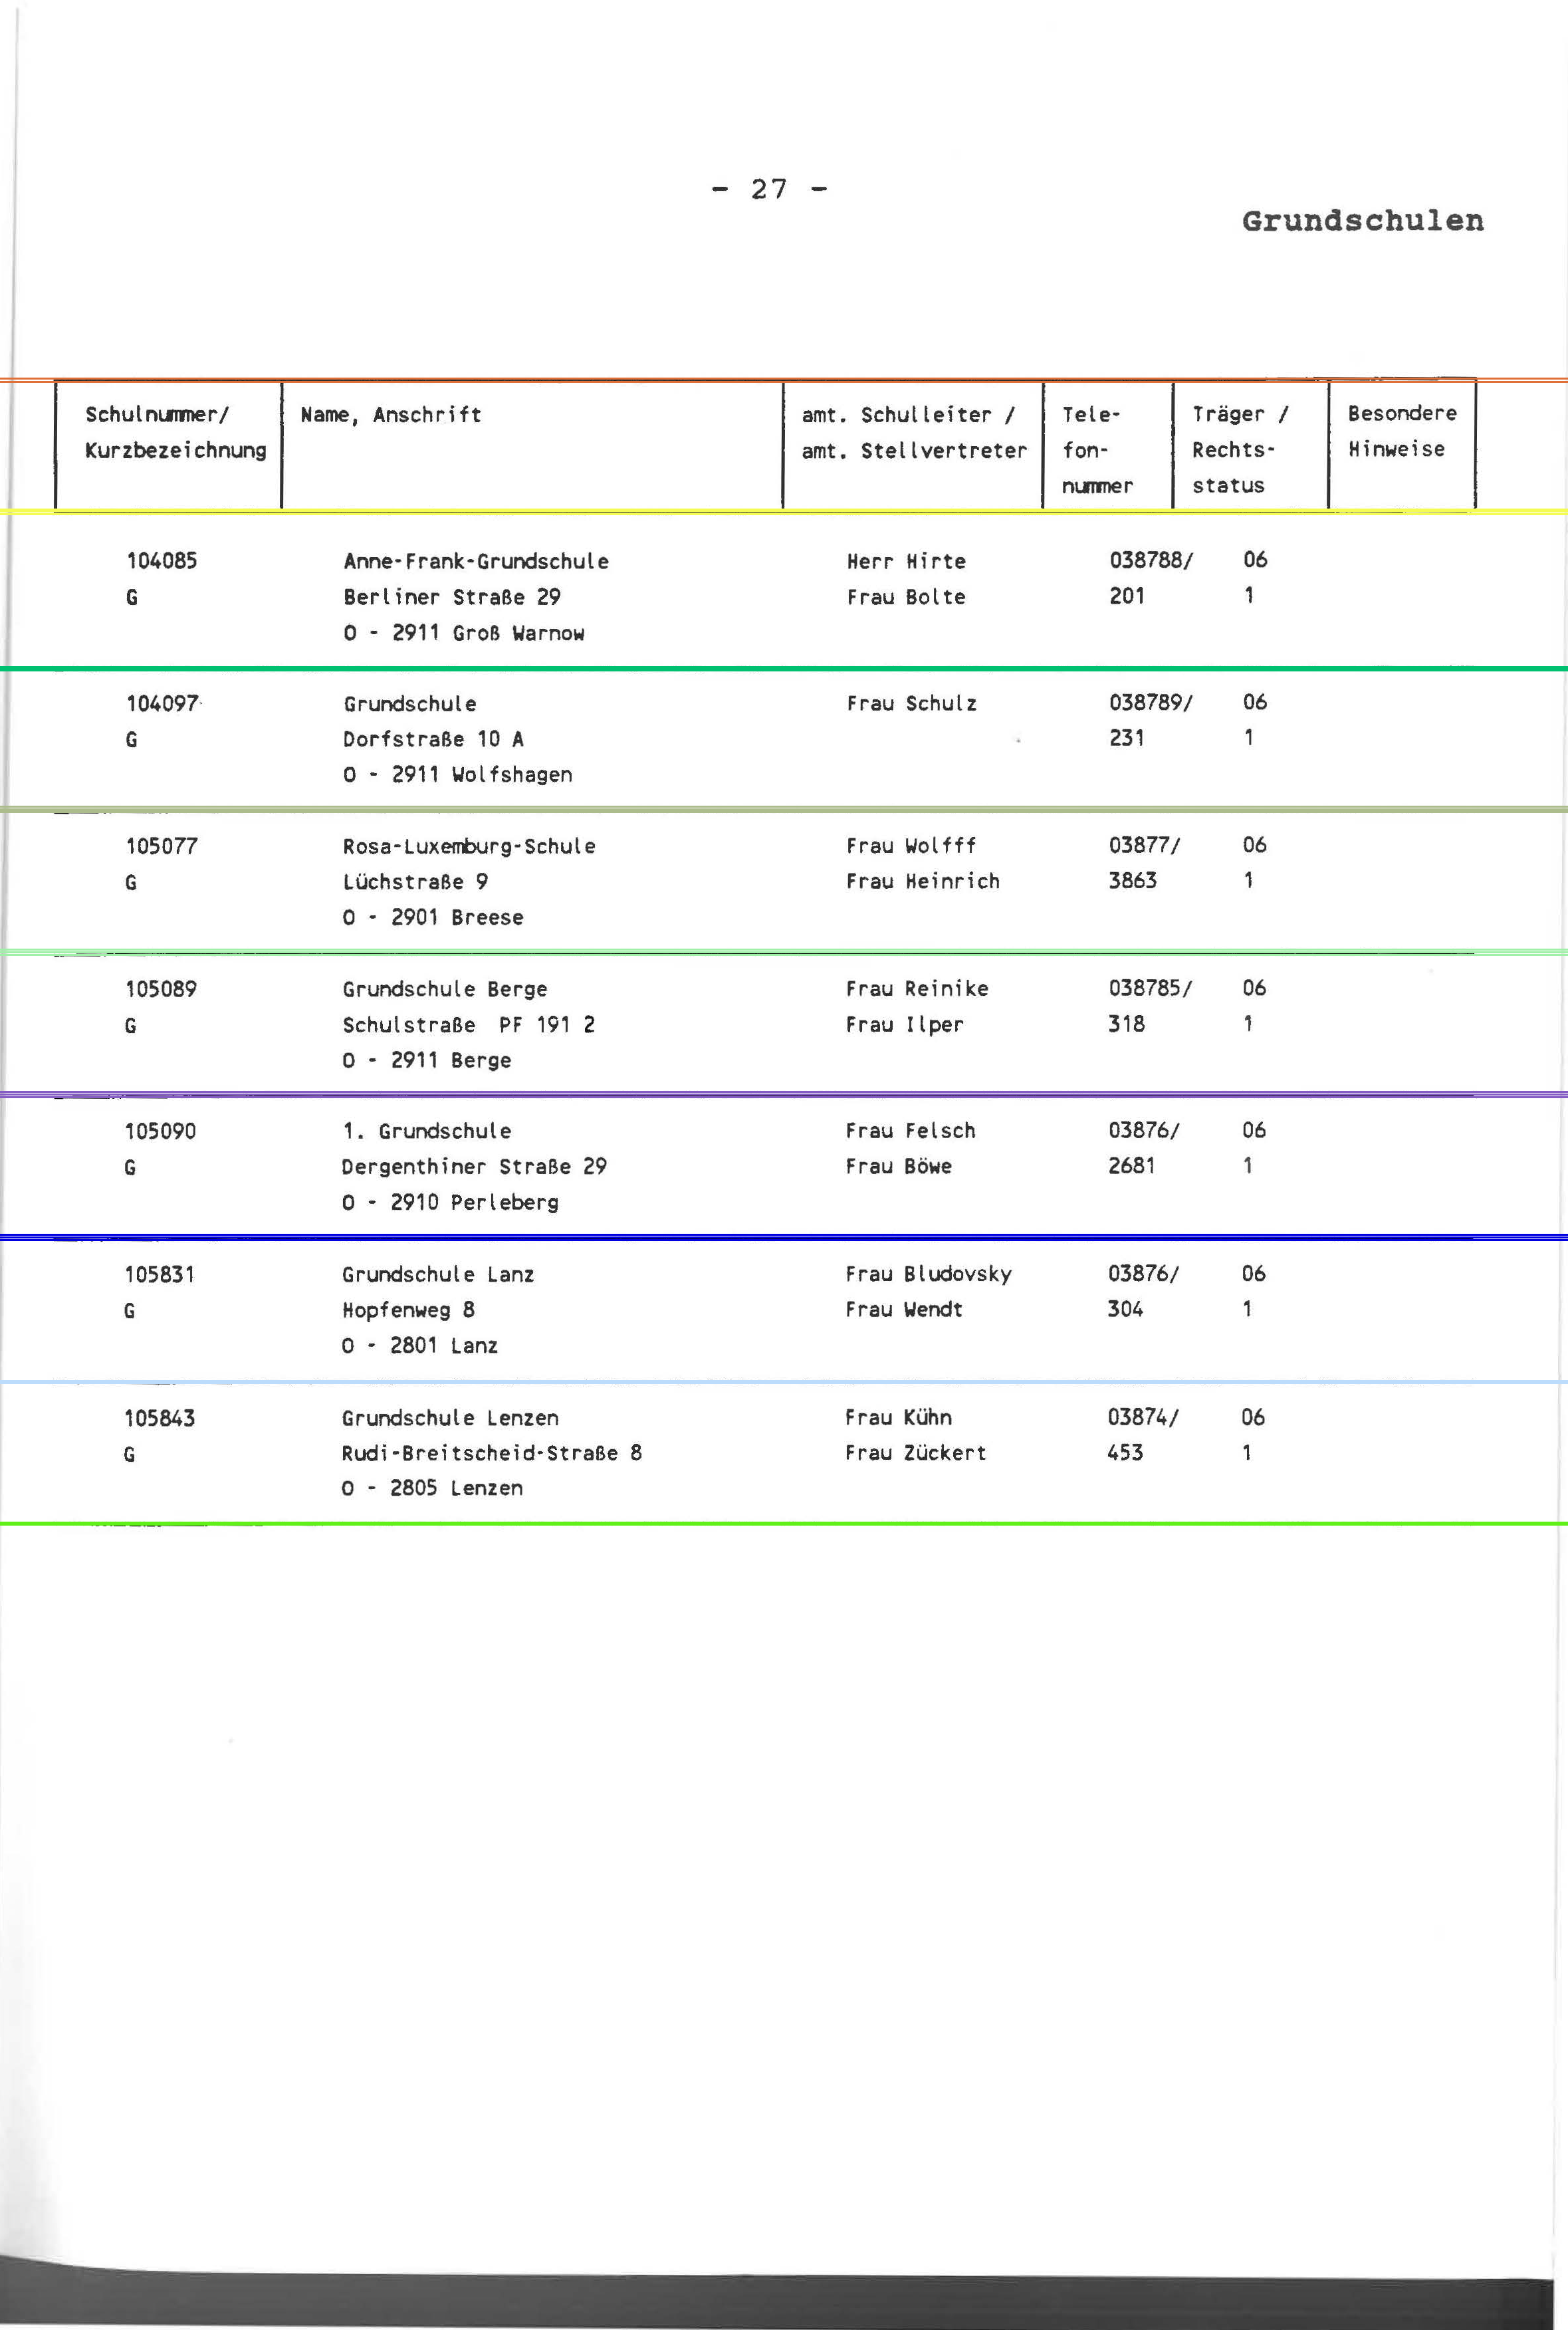 - 27 -
Grundschulen
Schulnummer/ Name, Anschrift amt. Schulleiter / Tele- Träger / Besondere
Kurzbezeichnung amt. Stellvertreter fon- Rechts- Hinweise
nummer status
104085 Anne-Frank-Grundschule Herr Hirte 038788/ 06
G Berliner Straße 29 Frau Bolte 201 1
O - 2911 Groß Warnow
104097 Grundschule Frau Schulz 038789/ 06
G Dorfstraße 10 A 231 1
O - 2911 Wolfshagen
105077 Rosa-Luxemburg-Schule Frau Wolfff 03877/ 06
G Lüchstraße 9 Frau Heinrich 3863 1
O - 2901 Breese
105089 Grundschule Berge Frau Reinike 038785/ 06
G Schulstraße PF 191 2 Frau Ilper 318 1
O - 2911 Berge
105090 1. Grundschule Frau Felsch 03876/ 06
G Dergenthiner Straße 29 Frau Böwe 2681 1
O - 2910 Perleberg
105831 Grundschule Lanz Frau Bludovsky 03876/ 06
G Hopfenweg 8 Frau Wendt 304 1
O - 2801 Lanz
105843 Grundschule Lenzen Frau Kühn 03874/ 06
G Rudi-Breitscheid-Straße 8 Frau Zückert 453 1
O - 2805 Lenzen